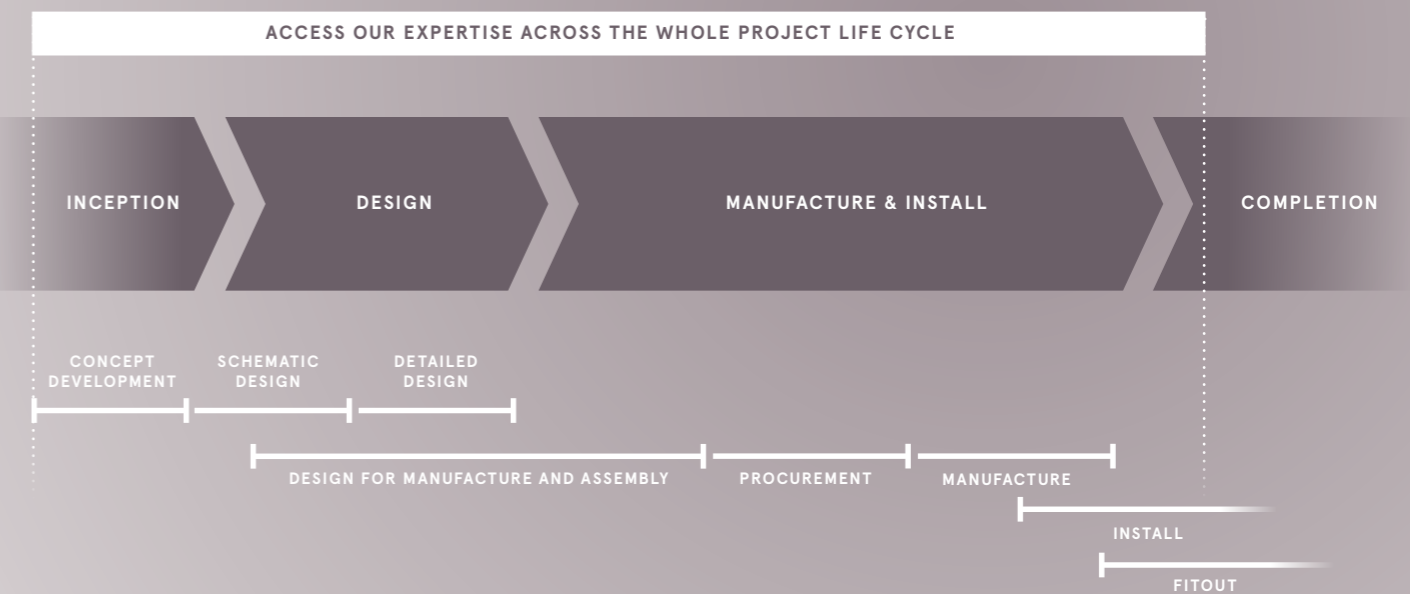 ACCESS OUR EXPERTISE ACROSS THE WHOLE PROJECT LIFE CYCLE
INCEPTION
DESIGN
MANUFACTURE & INSTALL
COMPLETION
CONCEPT
DEVELOPMENT
SCHEMATIC
DESIGN
DETAILED
DESIGN
DESIGN FOR MANUFACTURE AND ASSEMBLY
PROCUREMENT
MANUFACTURE
INSTALL
FITOUT